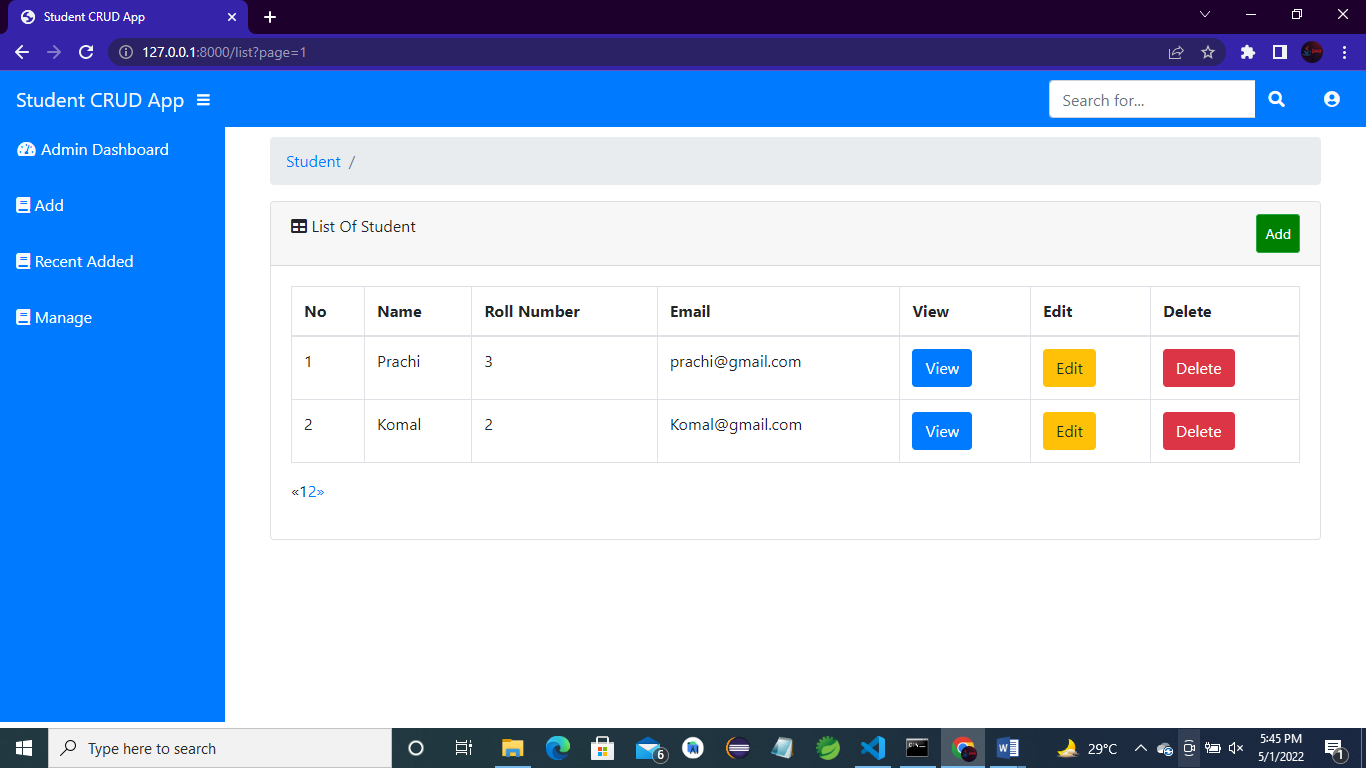 Student CRUD App
127.0.0.1:8000/list?page=1
Student CRUD App
Search for...
Admin Dashboard
Add
Recent Added
Manage
Student /
List Of Student
Add
No Name Roll Number Email View Edit Delete
1 Prachi 3 prachi@gmail.com View Edit Delete
2 Komal 2 Komal@gmail.com View Edit Delete
«12»
Type here to search
6
29°C
5:45 PM
5/1/2022
1